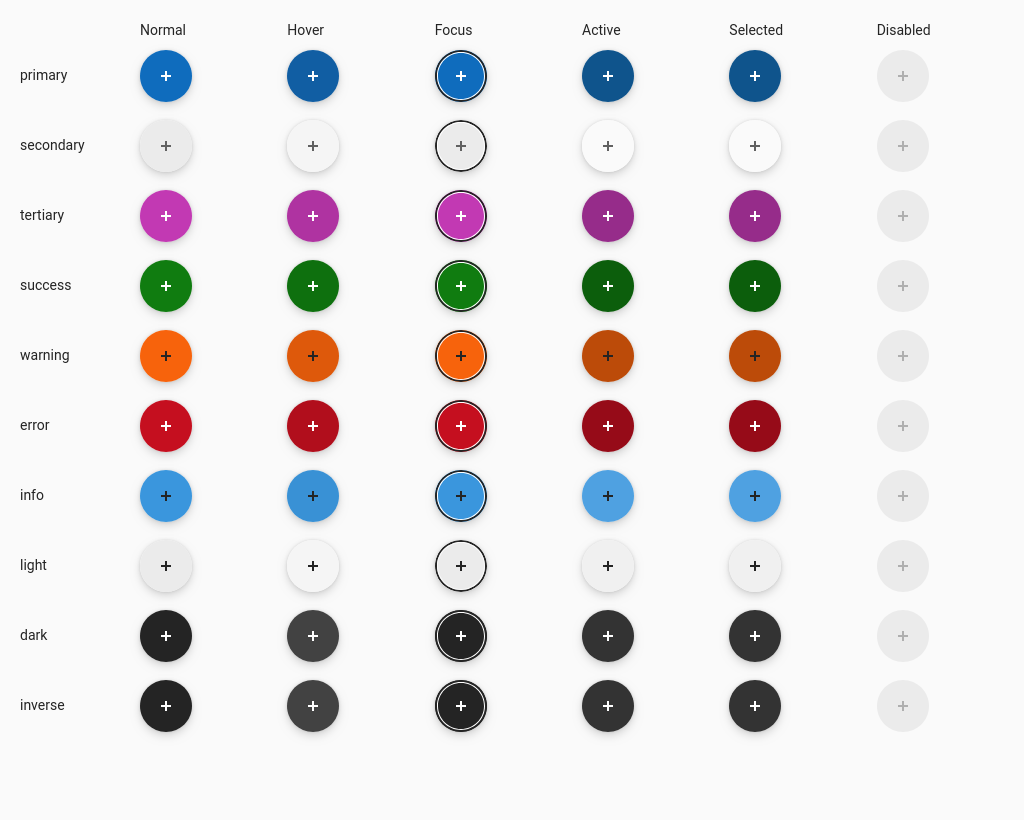 Normal Hover Focus Active Selected Disabled
primary
secondary
tertiary
success
warning
error
info
light
dark
inverse